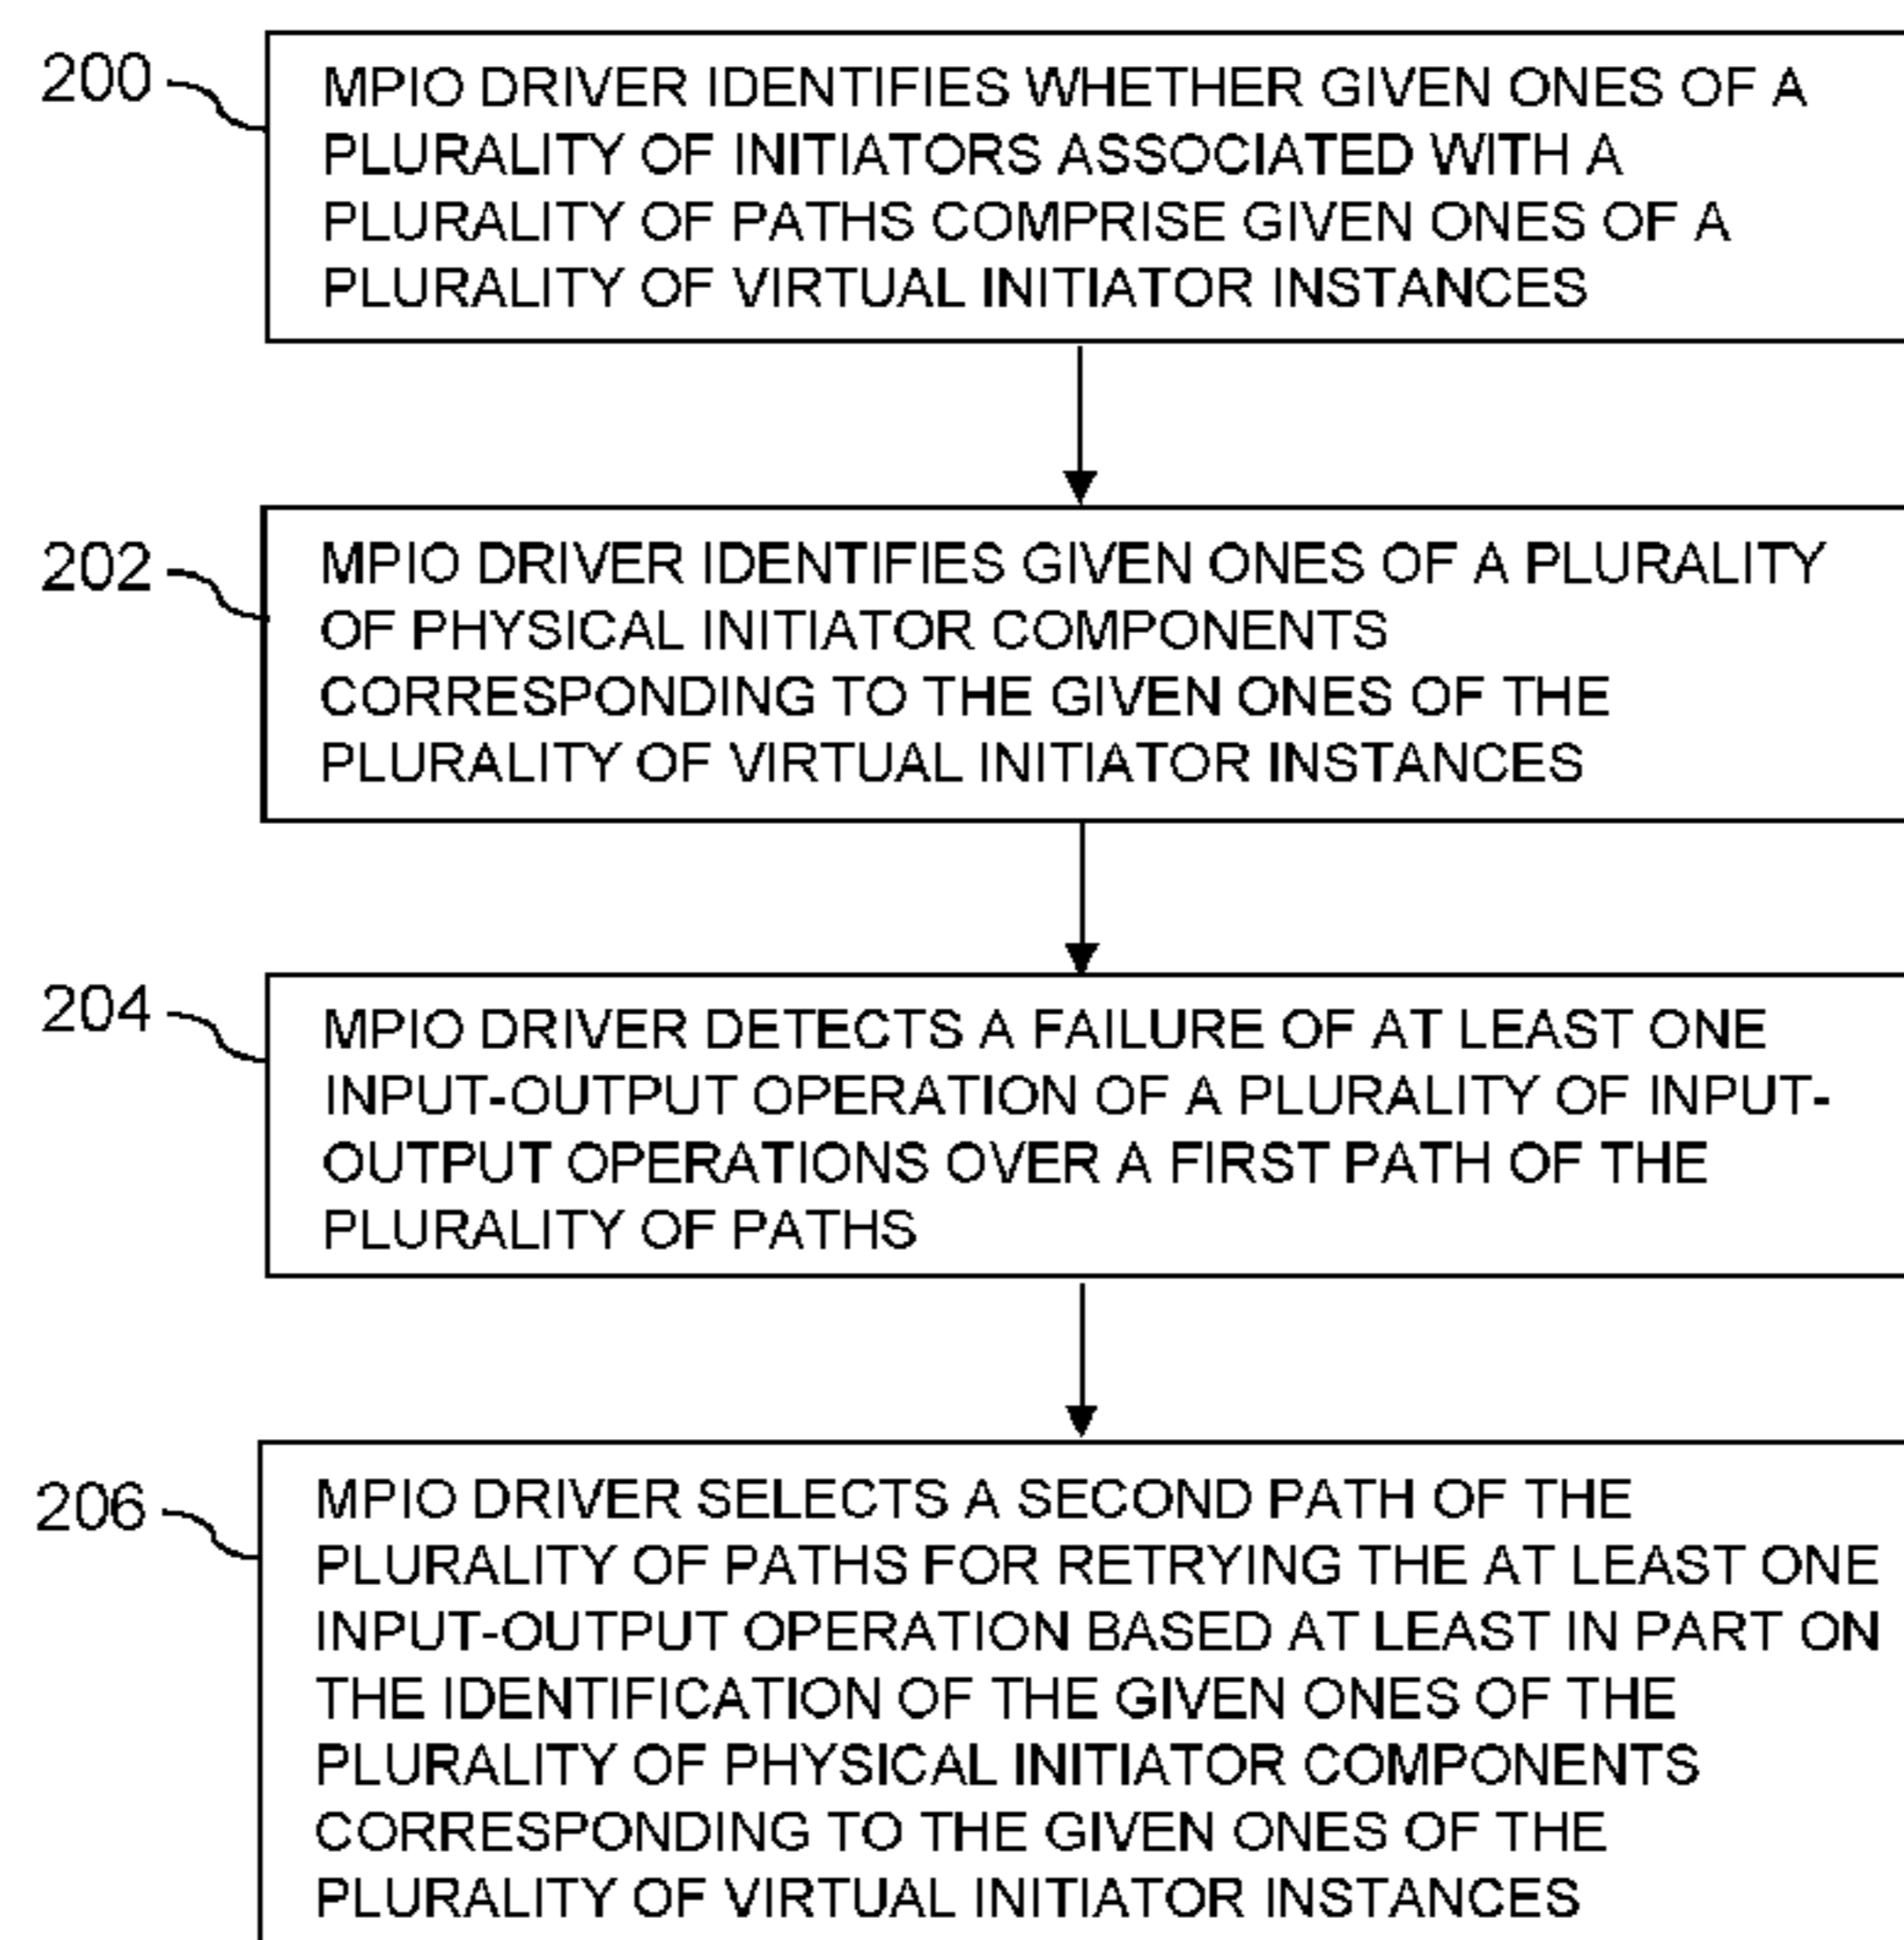 200
MPIO DRIVER IDENTIFIES WHETHER GIVEN ONES OF A
PLURALITY OF INITIATORS ASSOCIATED WITH A
PLURALITY OF PATHS COMPRISE GIVEN ONES OF A
PLURALITY OF VIRTUAL INITIATOR INSTANCES
202
MPIO DRIVER IDENTIFIES GIVEN ONES OF A PLURALITY
OF PHYSICAL INITIATOR COMPONENTS
CORRESPONDING TO THE GIVEN ONES OF THE
PLURALITY OF VIRTUAL INITIATOR INSTANCES
204
MPIO DRIVER DETECTS A FAILURE OF AT LEAST ONE
INPUT-OUTPUT OPERATION OF A PLURALITY OF INPUT-
OUTPUT OPERATIONS OVER A FIRST PATH OF THE
PLURALITY OF PATHS
206
MPIO DRIVER SELECTS A SECOND PATH OF THE
PLURALITY OF PATHS FOR RETRYING THE AT LEAST ONE
INPUT-OUTPUT OPERATION BASED AT LEAST IN PART ON
THE IDENTIFICATION OF THE GIVEN ONES OF THE
PLURALITY OF PHYSICAL INITIATOR COMPONENTS
CORRESPONDING TO THE GIVEN ONES OF THE
PLURALITY OF VIRTUAL INITIATOR INSTANCES